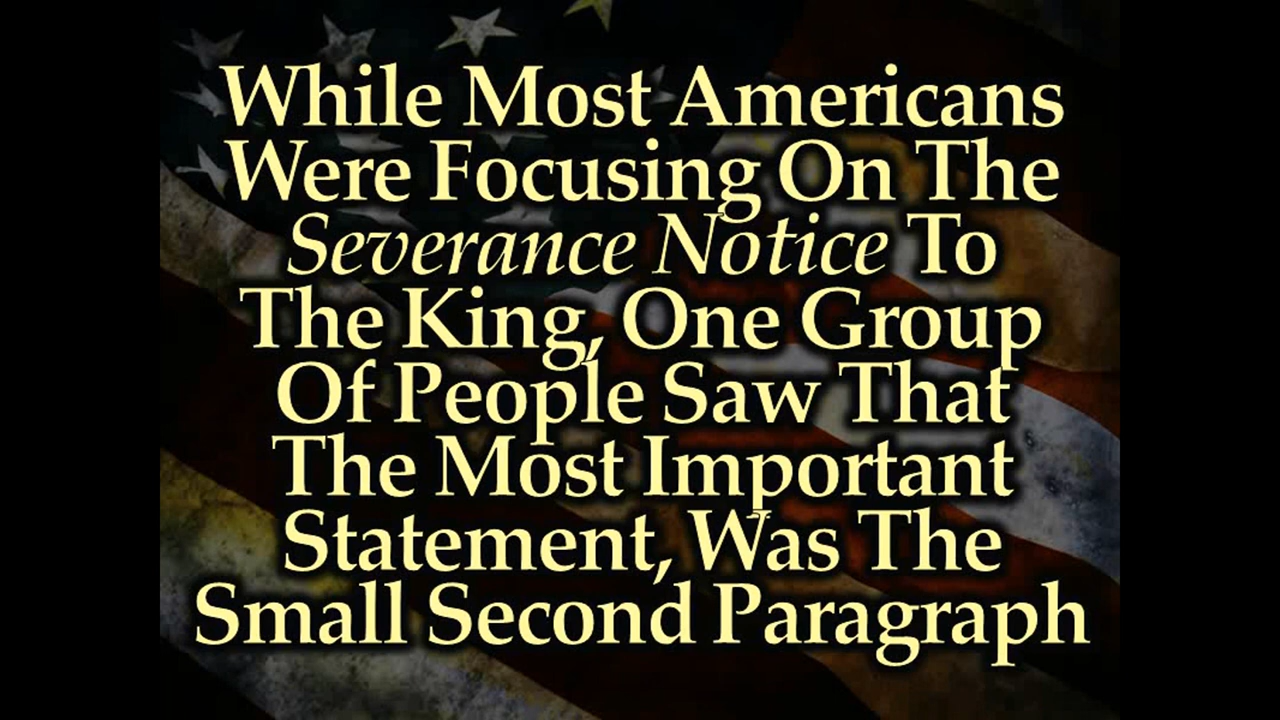 While Most Americans
Were Focusing On The
Severance Notice To
The King, One Group
Of People Saw That
The Most Important
Statement, Was The
Small Second Paragraph